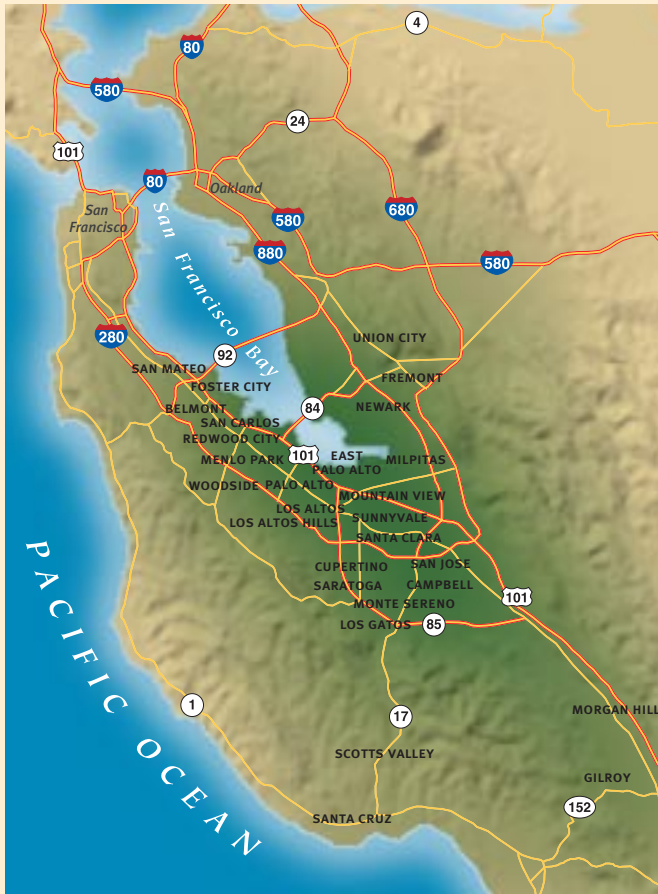 4
80
580
24
101
80
Oakland
San
Francisco
680
580
880
580
San Francisco Bay
280
UNION CITY
92
SAN MATEO
FREMONT
FOSTER CITY
84
NEWARK
BELMONT
SAN CARLOS
REDWOOD CITY
101
EAST
PALO ALTO
MENLO PARK
MILPITAS
WOODSIDE
PALO ALTO
MOUNTAIN VIEW
LOS ALTOS
SUNNYVALE
LOS ALTOS HILLS
SANTA CLARA
CUPERTINO
SAN JOSE
SARATOGA
CAMPBELL
101
MONTE SERENO
LOS GATOS
85
PACIFIC OCEAN
1
17
MORGAN HILL
SCOTTS VALLEY
GILROY
152
SANTA CRUZ